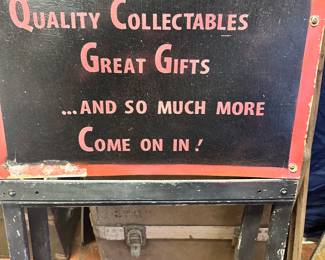 Quality Collectables
Great Gifts
...and so much more
Come on in!